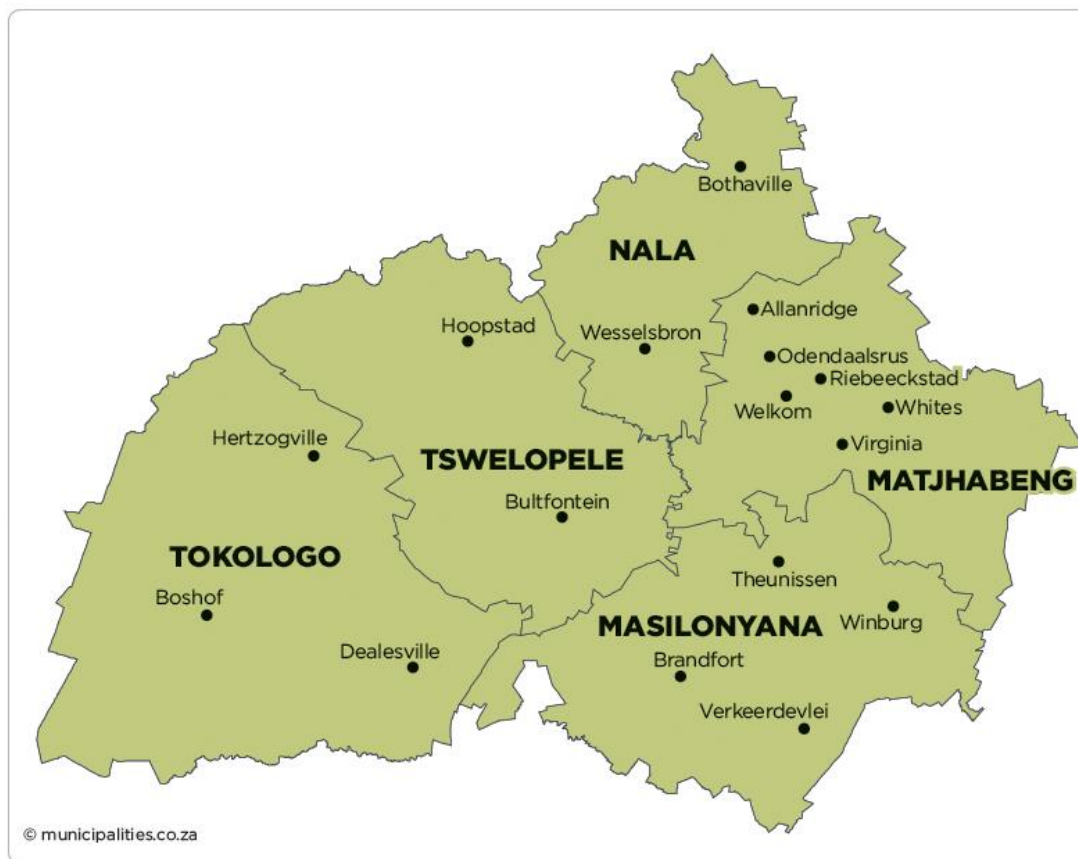 Bothaville
NALA
Allanridge
Hoopstad
Wesselsbron
Odendaalsrus
Riebeeckstad
Welkom
Whites
Hertzogville
Virginia
TSWELOPELE
MATJHABENG
Bultfontein
TOKOLOGO
Theunissen
Boshof
Winburg
MASILONYANA
Dealesville
Brandfort
Verkeerdevlei
© municipalities.co.za